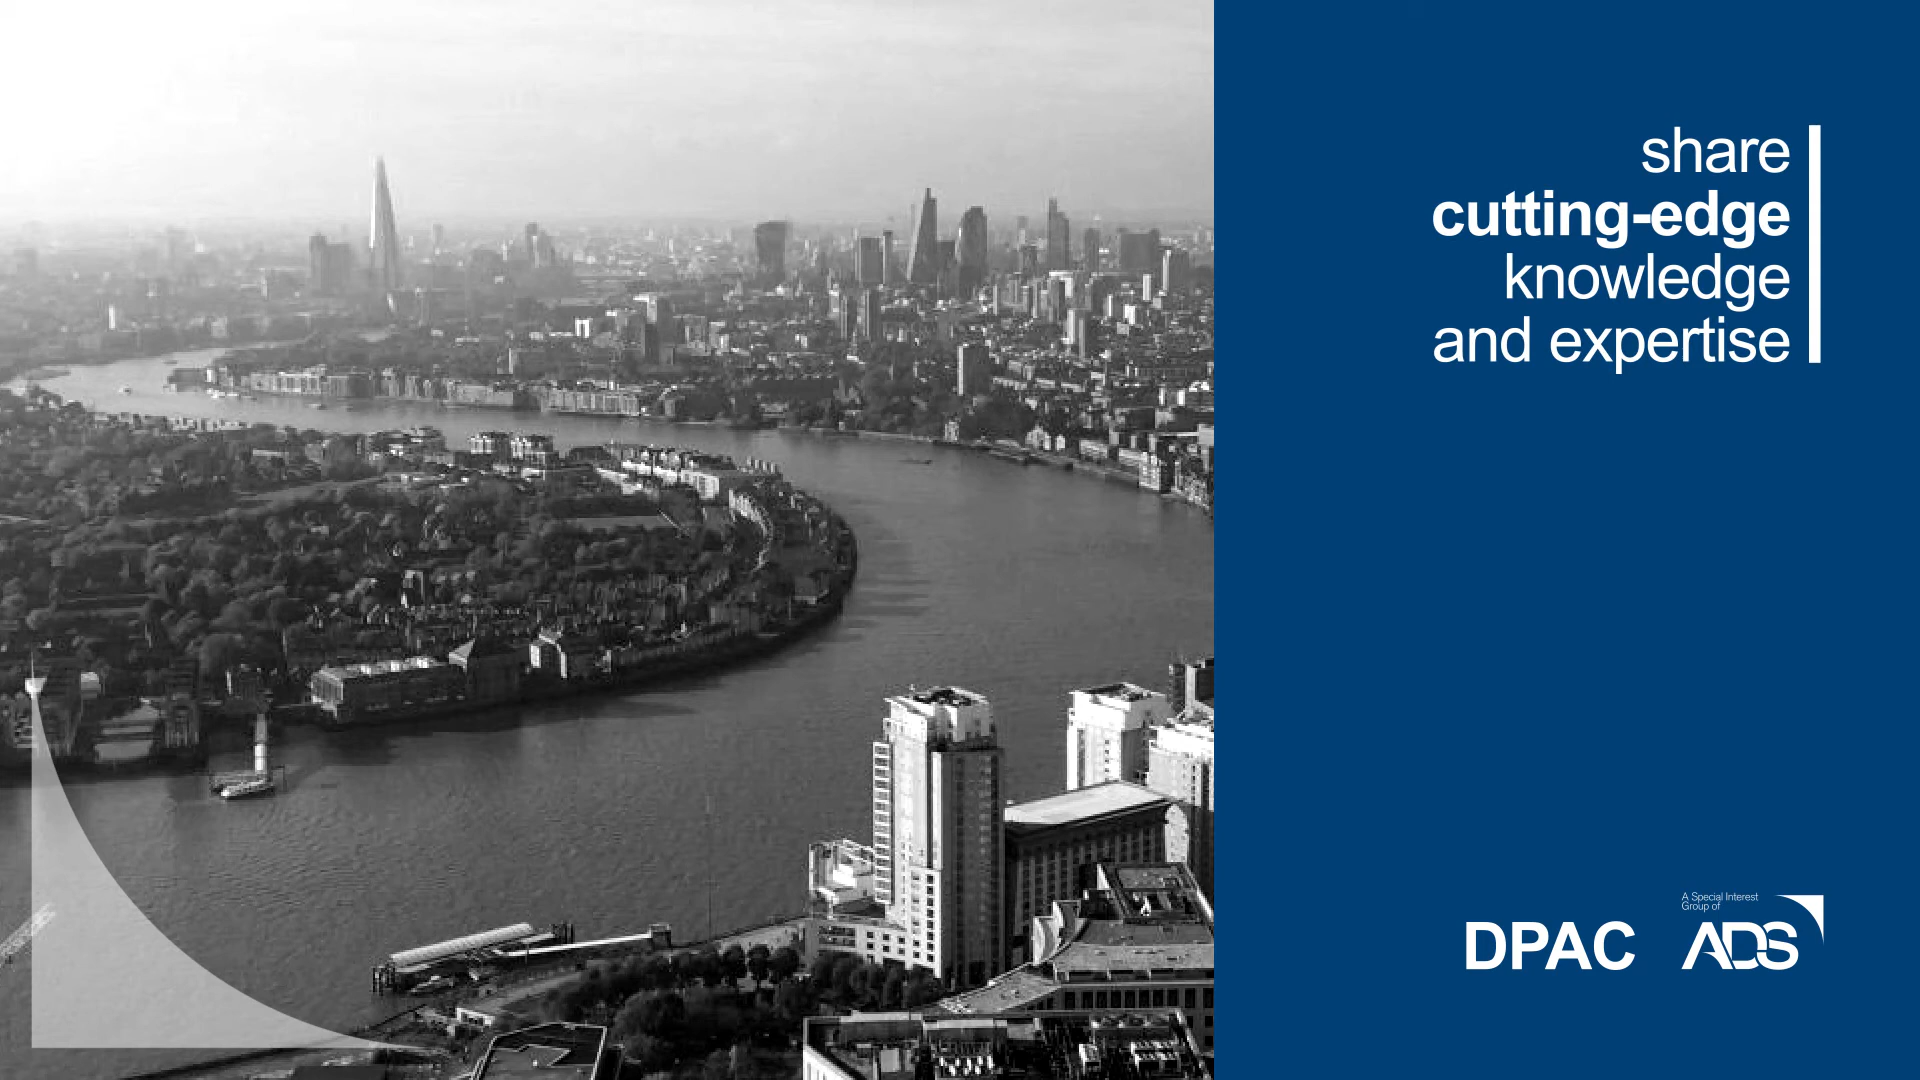 share
cutting-edge
knowledge
and expertise
A Special Interest
Group of
DPAC
ADS